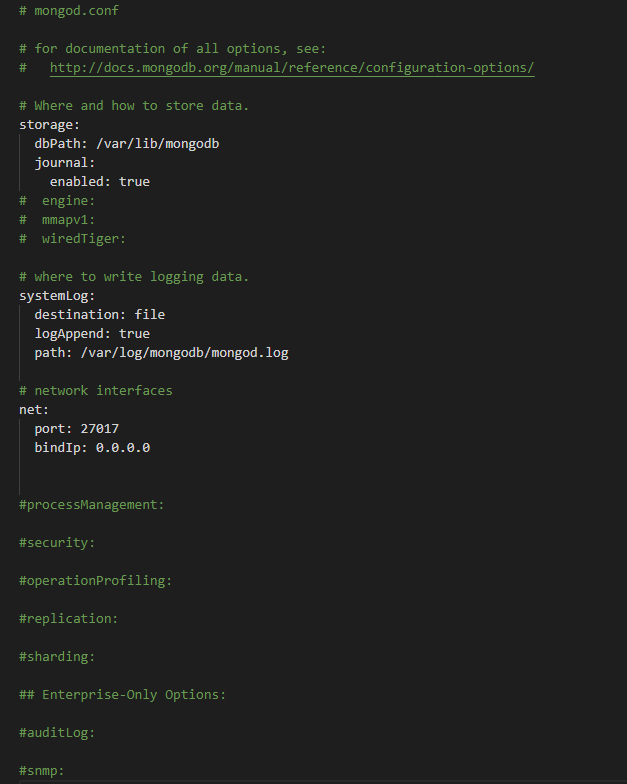 # mongod.conf
# for documentation of all options, see:
#   http://docs.mongodb.org/manual/reference/configuration-options/
# Where and how to store data.
storage:
  dbPath: /var/lib/mongodb
  journal:
    enabled: true
#  engine:
#  mmapv1:
#  wiredTiger:
# where to write logging data.
systemLog:
  destination: file
  logAppend: true
  path: /var/log/mongodb/mongod.log
# network interfaces
net:
  port: 27017
  bindIp: 0.0.0.0
#processManagement:
#security:
#operationProfiling:
#replication:
#sharding:
## Enterprise-Only Options:
#auditLog:
#snmp: